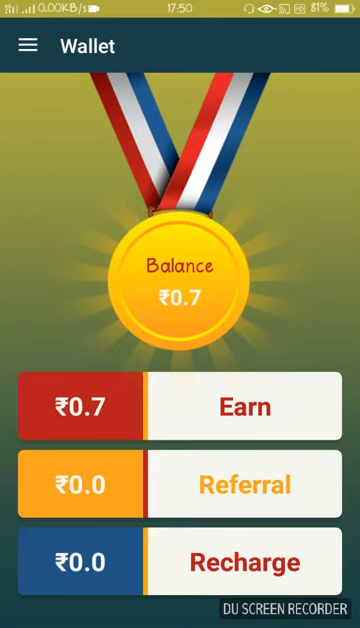 0.00KB/s 17:50 HD 81%
Wallet
Balance
₹0.7
₹0.7 Earn
₹0.0 Referral
₹0.0 Recharge
DU SCREEN RECORDER